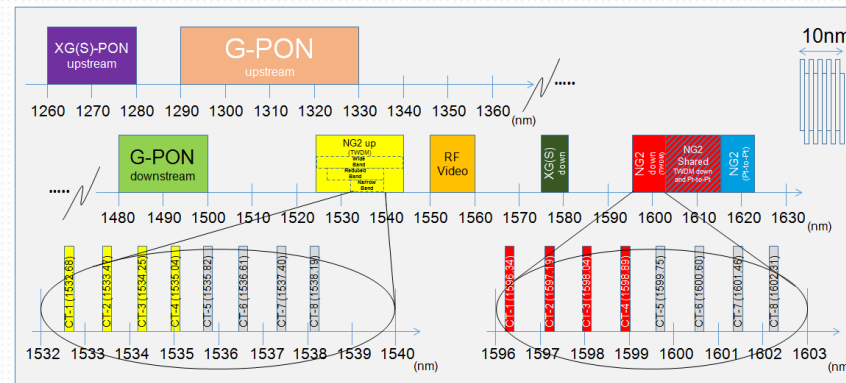 XG(S)-PON
upstream
G-PON
upstream
10nm
1260 1270 1280 1290 1300 1310 1320 1330 1340 1350 1360
(nm)
.....
G-PON
downstream
NG2 up
(TWDM)
Wide
Band
Reduced
Band
Narrow
Band
RF
Video
XG(S)
down
NG2
down
(TWDM)
NG2
Shared
TWDM down
and Pt-to-Pt
NG2
(Pt-to-Pt)
.....
1480 1490 1500 1510 1520 1530 1540 1550 1560 1570 1580 1590 1600 1610 1620 1630
(nm)
CT-1 (1532.68)
CT-2 (1533.47)
CT-3 (1534.25)
CT-4 (1535.04)
CT-5 (1535.82)
CT-6 (1536.61)
CT-7 (1537.40)
CT-8 (1538.19)
1532 1533 1534 1535 1536 1537 1538 1539 1540
(nm)
CT-1 (1596.34)
CT-2 (1597.19)
CT-3 (1598.04)
CT-4 (1598.89)
CT-5 (1599.75)
CT-6 (1600.60)
CT-7 (1601.46)
CT-8 (1602.31)
1596 1597 1598 1599 1600 1601 1602 1603
(nm